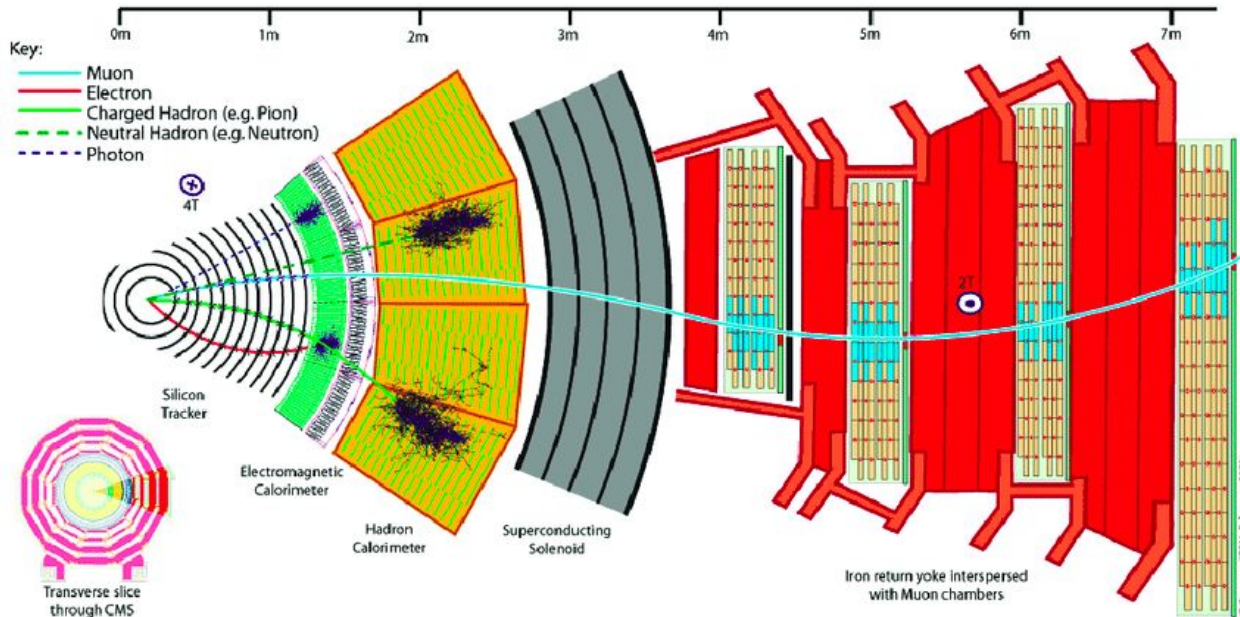 0m 1m 2m 3m 4m 5m 6m 7m
Key:
Muon
Electron
Charged Hadron (e.g. Pion)
Neutral Hadron (e.g. Neutron)
Photon
4T
2T
Silicon
Tracker
Electromagnetic
Calorimeter
Hadron
Calorimeter
Superconducting
Solenoid
Iron return yoke interspersed
with Muon chambers
Transverse slice
through CMS